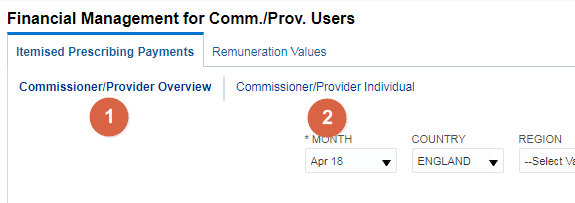 Financial Management for Comm./Prov. Users
Itemised Prescribing Payments Remuneration Values
Commissioner/Provider Overview Commissioner/Provider Individual
1 2
* MONTH COUNTRY REGION
Apr 18 ENGLAND --Select Va